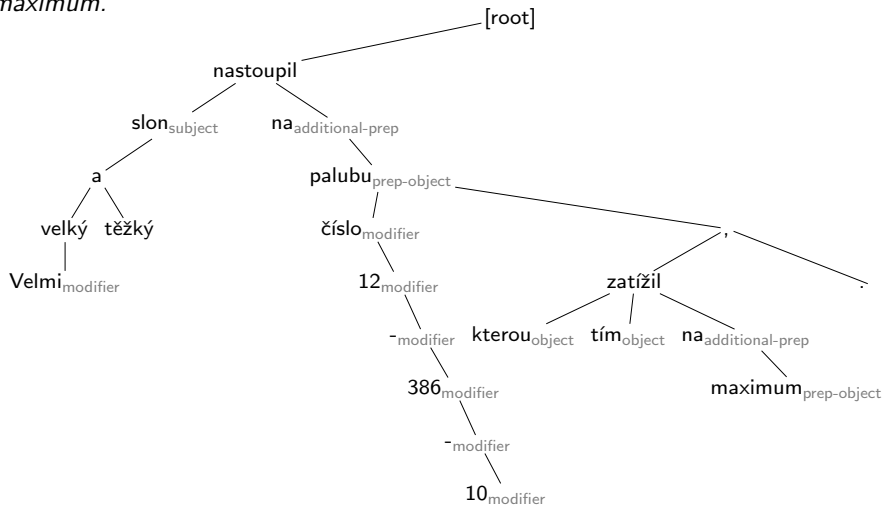 maximum.
[root]
nastoupil
slon subject na additional-prep
a palubu prep-object
velký těžký číslo modifier ,
Velmi modifier 12 modifier zatížil .
- modifier kterou object tím object na additional-prep
386 modifier maximum prep-object
- modifier
10 modifier